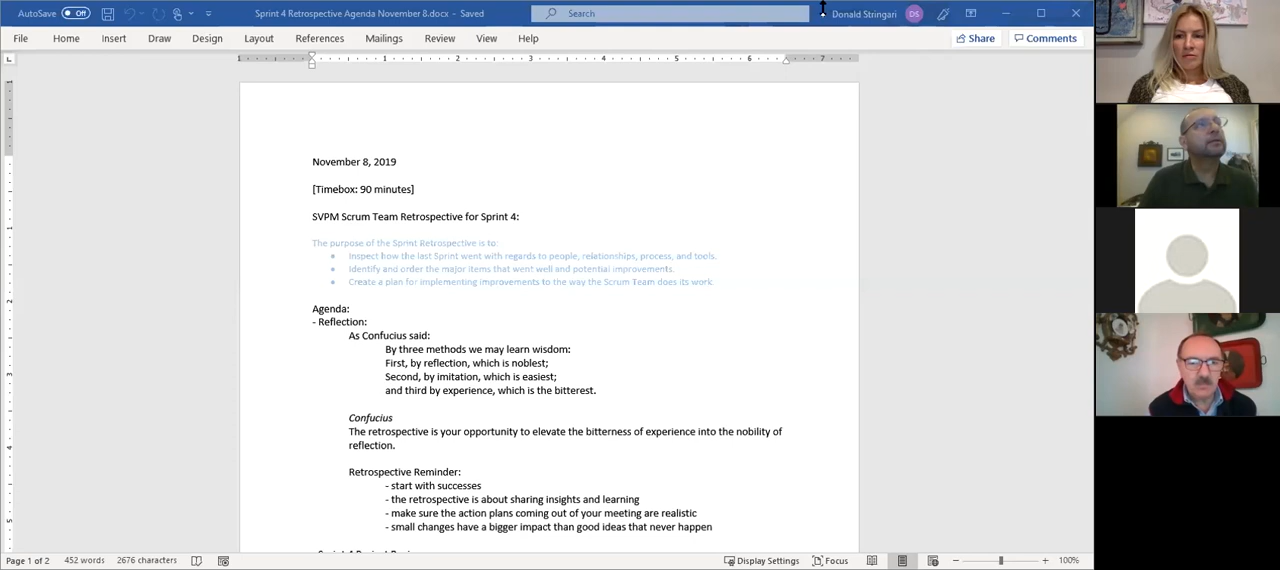 AutoSave Off Sprint 4 Retrospective Agenda November 8.docx - Saved Search Donald Stringari DS
File Home Insert Draw Design Layout References Mailings Review View Help Share Comments
1 1 2 3 4 5 6 7
November 8, 2019
[Timebox: 90 minutes]
SVPM Scrum Team Retrospective for Sprint 4:
The purpose of the Sprint Retrospective is to:
• Inspect how the last Sprint went with regards to people, relationships, process, and tools.
• Identify and order the major items that went well and potential improvements.
• Create a plan for implementing improvements to the way the Scrum Team does its work.
Agenda:
- Reflection:
As Confucius said:
By three methods we may learn wisdom:
First, by reflection, which is noblest;
Second, by imitation, which is easiest;
and third by experience, which is the bitterest.
Confucius
The retrospective is your opportunity to elevate the bitterness of experience into the nobility of
reflection.
Retrospective Reminder:
- start with successes
- the retrospective is about sharing insights and learning
- make sure the action plans coming out of your meeting are realistic
- small changes have a bigger impact than good ideas that never happen
Page 1 of 2 452 words 2676 characters Display Settings Focus 100%